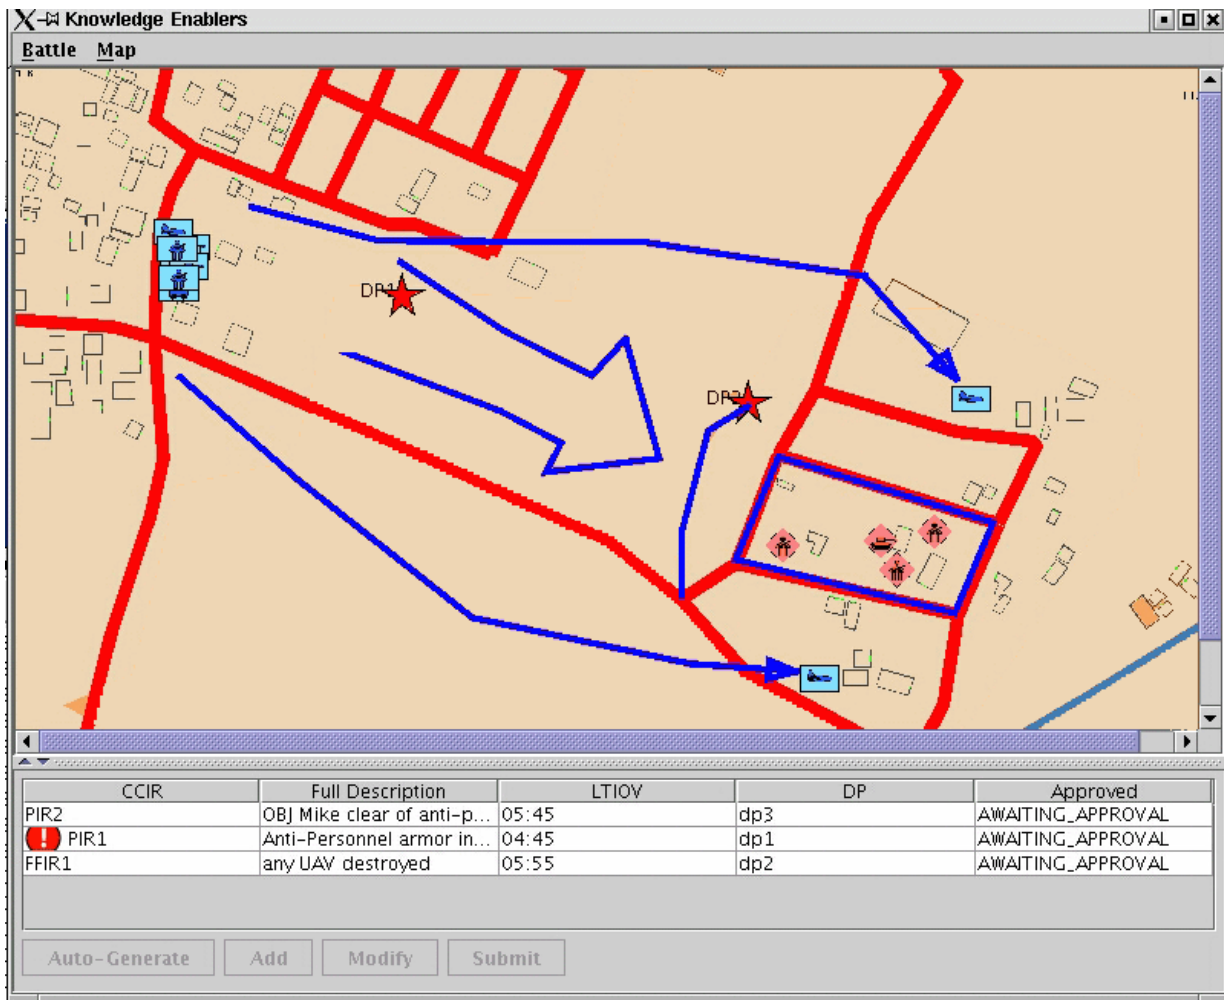 Knowledge Enablers
Battle Map
DP1
DP2
CCIR Full Description LTIOV DP Approved
PIR2 OBJ Mike clear of anti-p... 05:45 dp3 AWAITING_APPROVAL
! PIR1 Anti-Personnel armor in... 04:45 dp1 AWAITING_APPROVAL
FFIR1 any UAV destroyed 05:55 dp2 AWAITING_APPROVAL
Auto-Generate Add Modify Submit